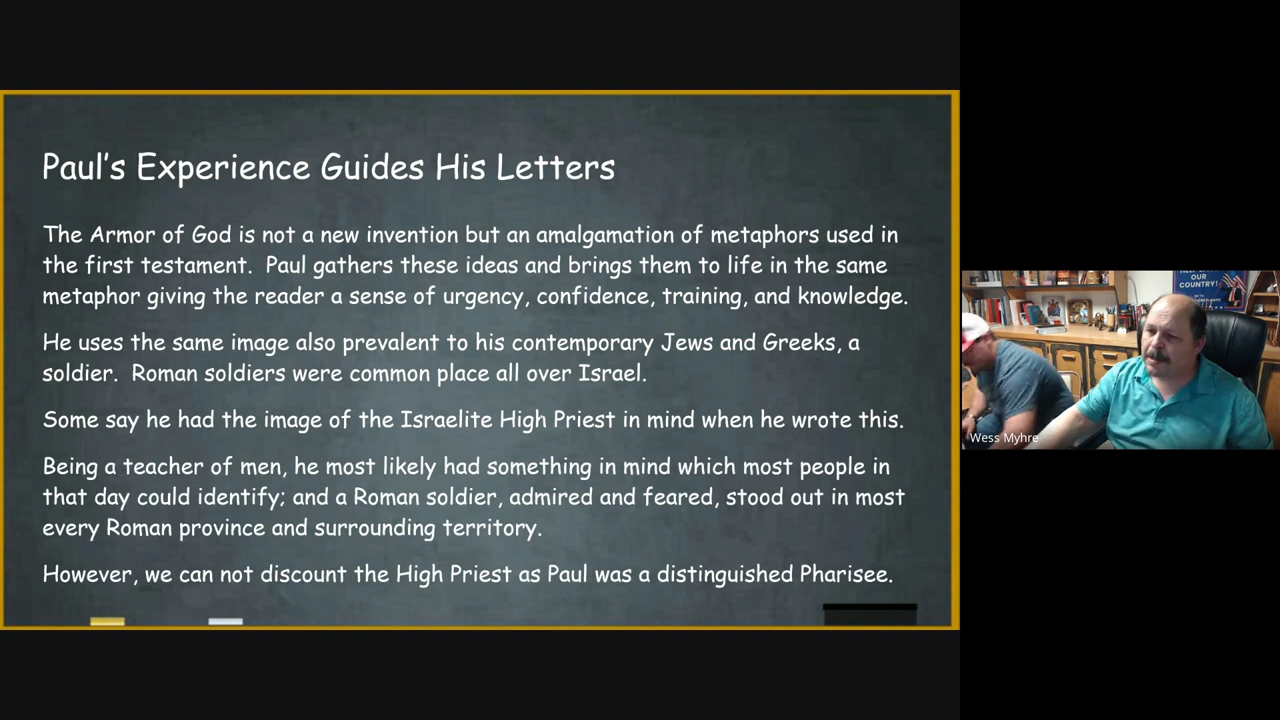 Paul's Experience Guides His Letters
The Armor of God is not a new invention but an amalgamation of metaphors used in
the first testament.  Paul gathers these ideas and brings them to life in the same
metaphor giving the reader a sense of urgency, confidence, training, and knowledge.
He uses the same image also prevalent to his contemporary Jews and Greeks, a
soldier.  Roman soldiers were common place all over Israel.
Some say he had the image of the Israelite High Priest in mind when he wrote this.
Being a teacher of men, he most likely had something in mind which most people in
that day could identify; and a Roman soldier, admired and feared, stood out in most
every Roman province and surrounding territory.
However, we can not discount the High Priest as Paul was a distinguished Pharisee.
OUR
COUNTRY!
Wess Myhre